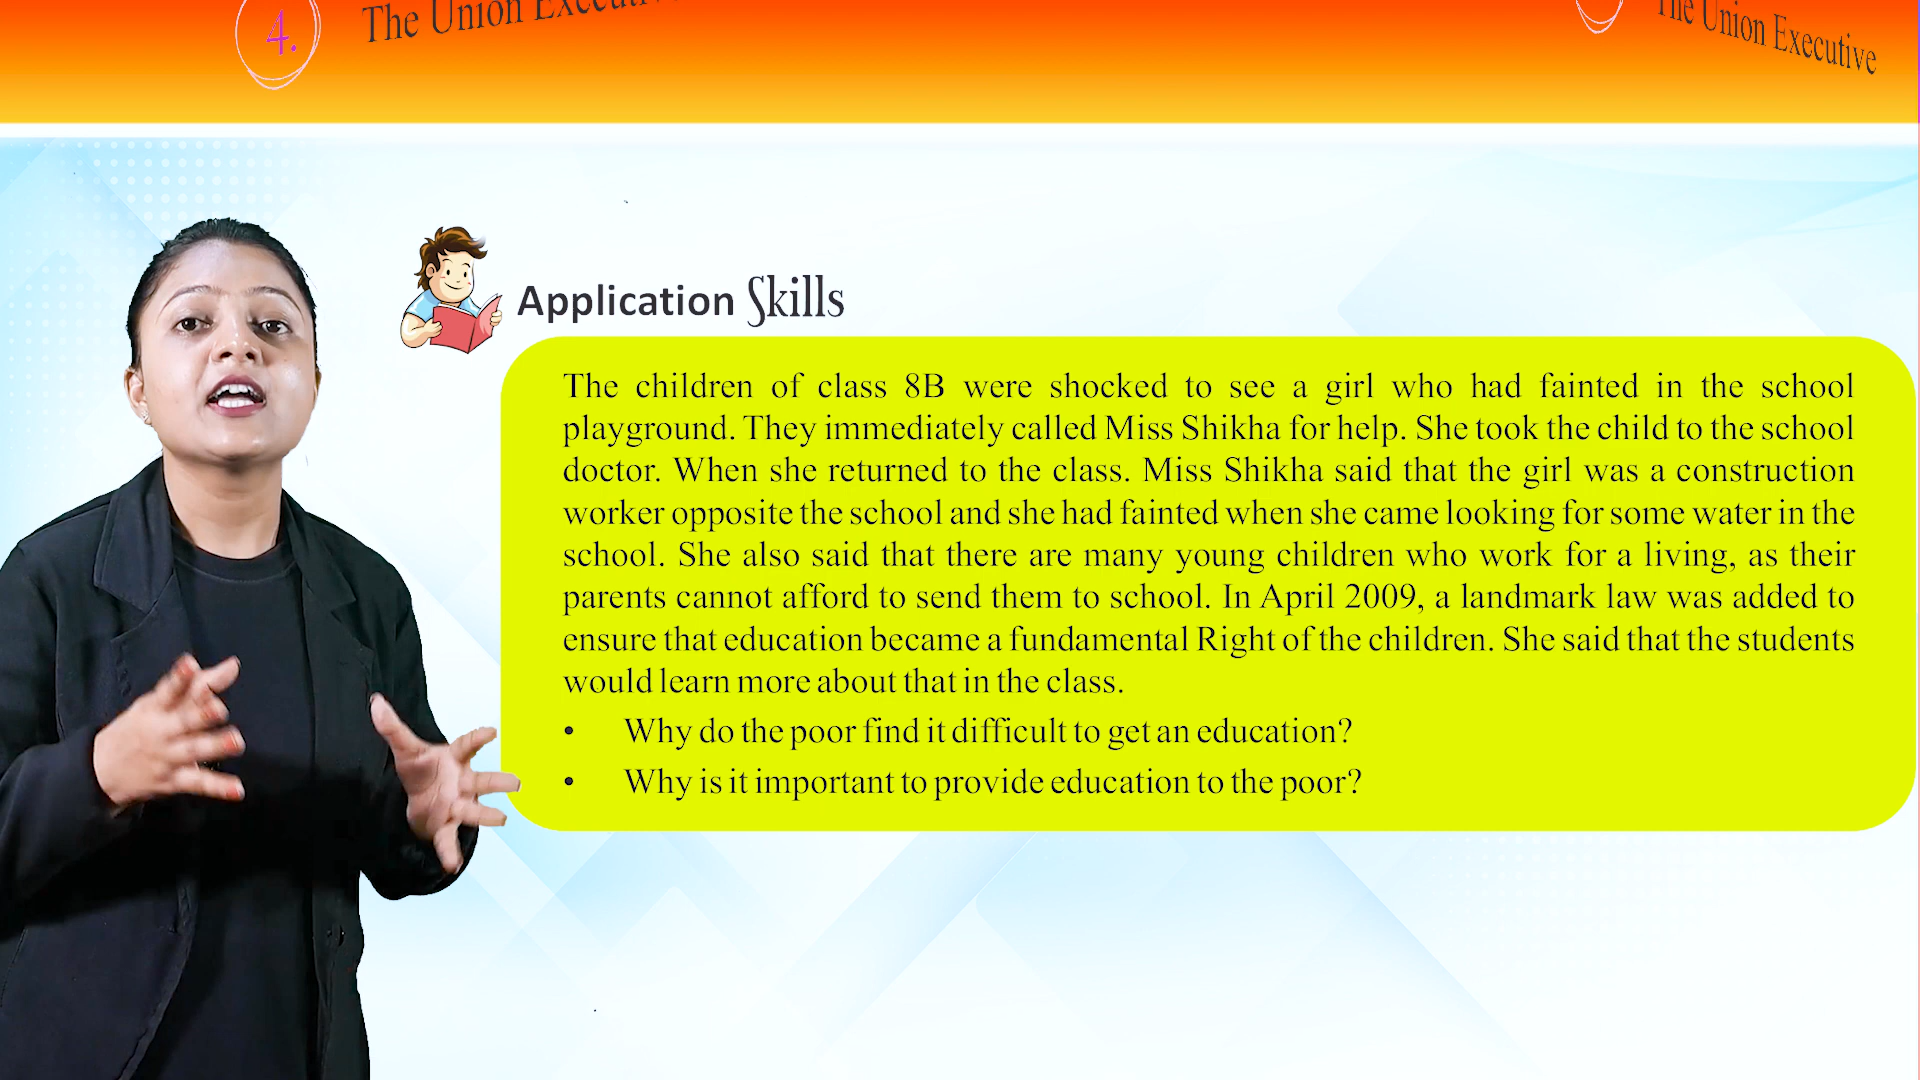 4.
The Union Executive
The Union Executive
Application Skills
The children of class 8B were shocked to see a girl who had fainted in the school
playground. They immediately called Miss Shikha for help. She took the child to the school
doctor. When she returned to the class. Miss Shikha said that the girl was a construction
worker opposite the school and she had fainted when she came looking for some water in the
school. She also said that there are many young children who work for a living, as their
parents cannot afford to send them to school. In April 2009, a landmark law was added to
ensure that education became a fundamental Right of the children. She said that the students
would learn more about that in the class.
• Why do the poor find it difficult to get an education?
• Why is it important to provide education to the poor?